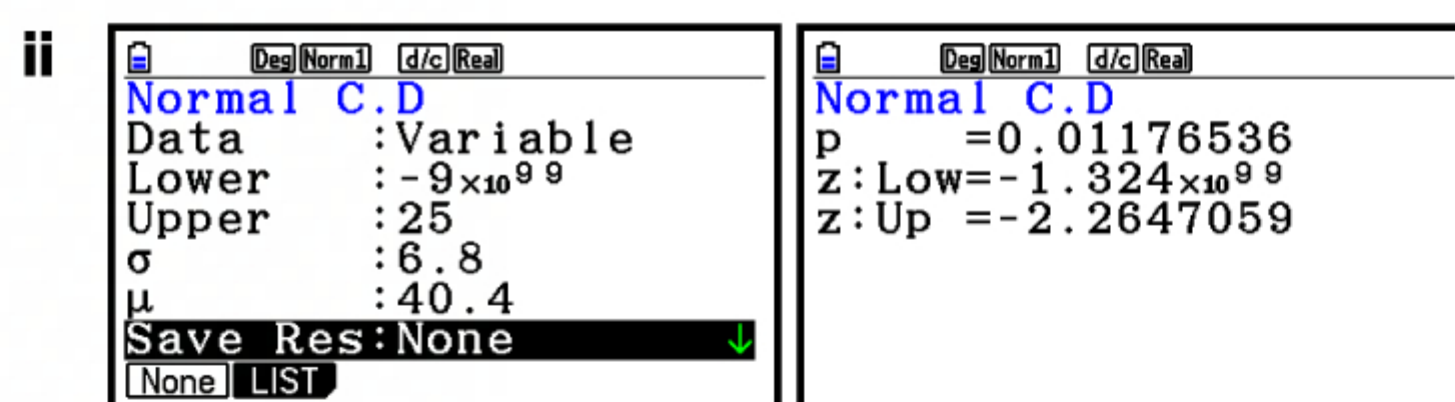 ii
Deg Norm1 d/c Real
Normal C.D
Data :Variable
Lower :-9×10⁹⁹
Upper :25
σ :6.8
μ :40.4
Save Res:None ↓
None LIST
Deg Norm1 d/c Real
Normal C.D
p =0.01176536
z:Low=-1.324×10⁹⁹
z:Up =-2.2647059